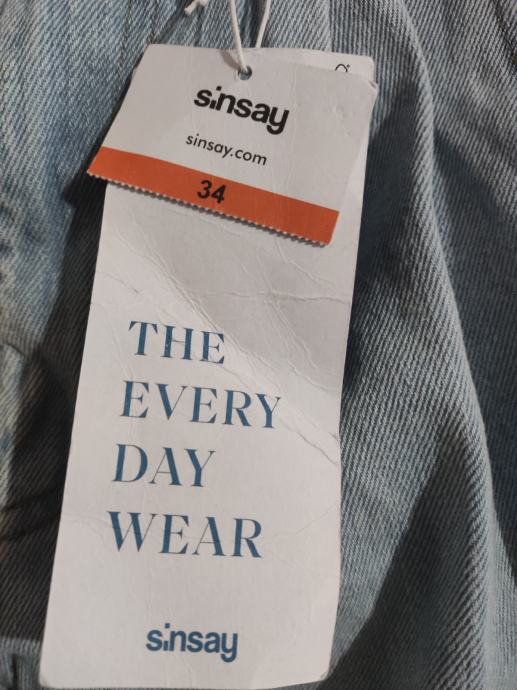 sinsay
sinsay.com
34
THE
EVERY
DAY
WEAR
sinsay